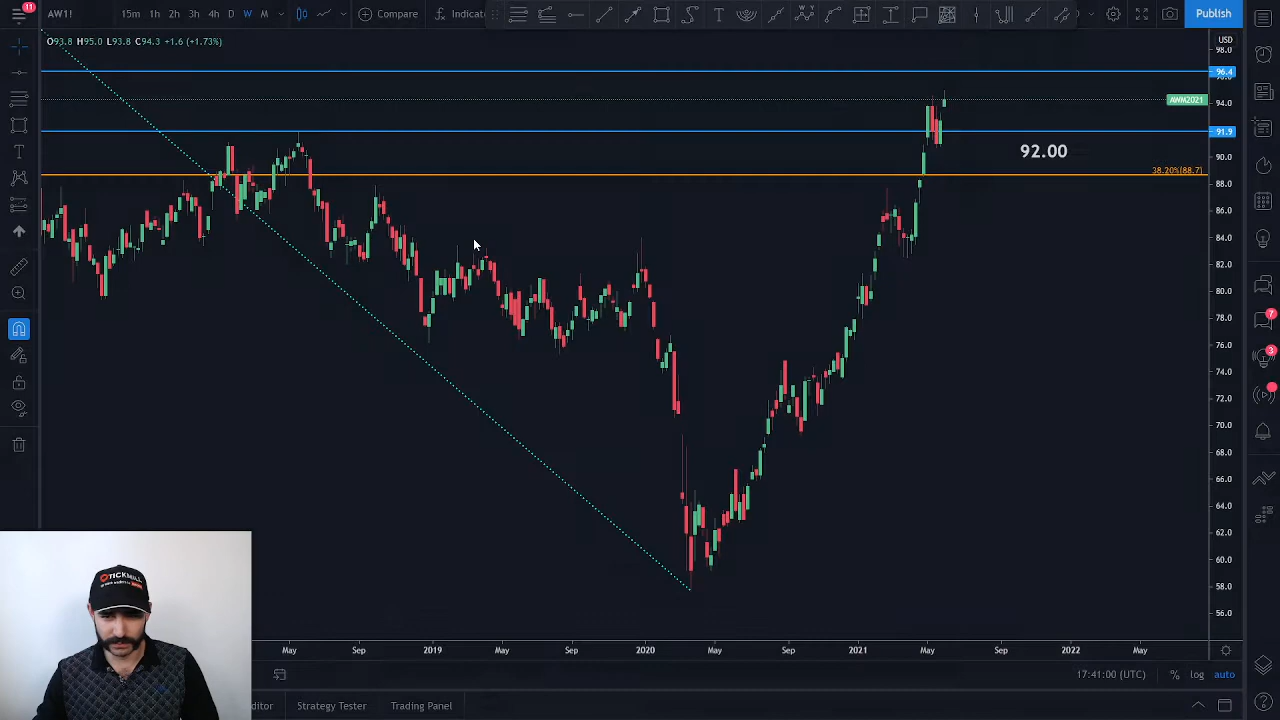 11
AW1!
15m 1h 2h 3h 4h D W M
Compare
Indicat
Publish
O93.8 H95.0 L93.8 C94.3 +1.6 (+1.73%)
USD
98.0
96.4
AWM2021
94.0
91.9
92.00
90.0
38.20%(88.7)
88.0
86.0
84.0
82.0
80.0
78.0
76.0
74.0
72.0
70.0
68.0
66.0
64.0
62.0
60.0
58.0
56.0
7
3
TICKMILL
May Sep 2019 May Sep 2020 May Sep 2021 May Sep 2022 May
17:41:00 (UTC) % log auto
ditor Strategy Tester Trading Panel